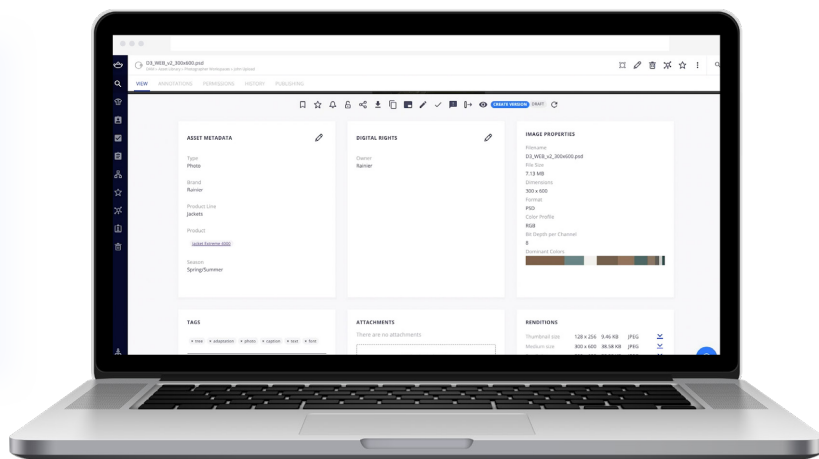 D3_WEB_v2_300x600.psd
VIEW ANNOTATIONS PERMISSIONS HISTORY PUBLISHING
CREATE VERSION DRAFT
ASSET METADATA
Type
Photo
Brand
Rainier
Product Line
Jackets
Product
Jacket Extreme 6000
Season
Spring/Summer
DIGITAL RIGHTS
Owner
Rainier
IMAGE PROPERTIES
Filename
D3_WEB_v2_300x600.psd
File Size
7.13 MB
Dimensions
300 x 600
Format
PSD
Color Profile
RGB
Bit Depth per Channel
8
Dominant Colors
TAGS
× tree × adaptation × photo × caption × text × font
ATTACHMENTS
There are no attachments
RENDITIONS
Thumbnail size 128 x 256 9.46 KB JPEG
Medium size 300 x 600 38.58 KB JPEG